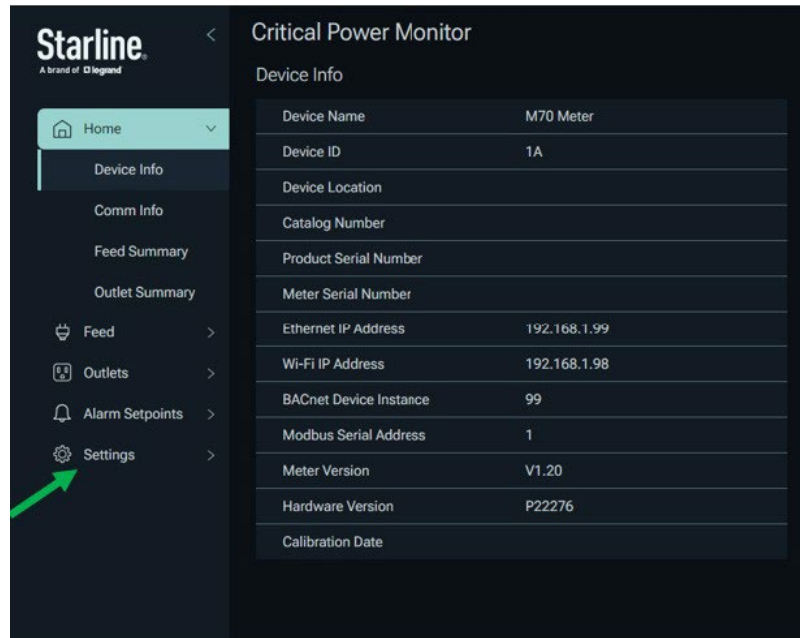 Starline®
A brand of legrand
Home
Device Info
Comm Info
Feed Summary
Outlet Summary
Feed
Outlets
Alarm Setpoints
Settings
Critical Power Monitor
Device Info
Device Name M70 Meter
Device ID 1A
Device Location
Catalog Number
Product Serial Number
Meter Serial Number
Ethernet IP Address 192.168.1.99
Wi-Fi IP Address 192.168.1.98
BACnet Device Instance 99
Modbus Serial Address 1
Meter Version V1.20
Hardware Version P22276
Calibration Date